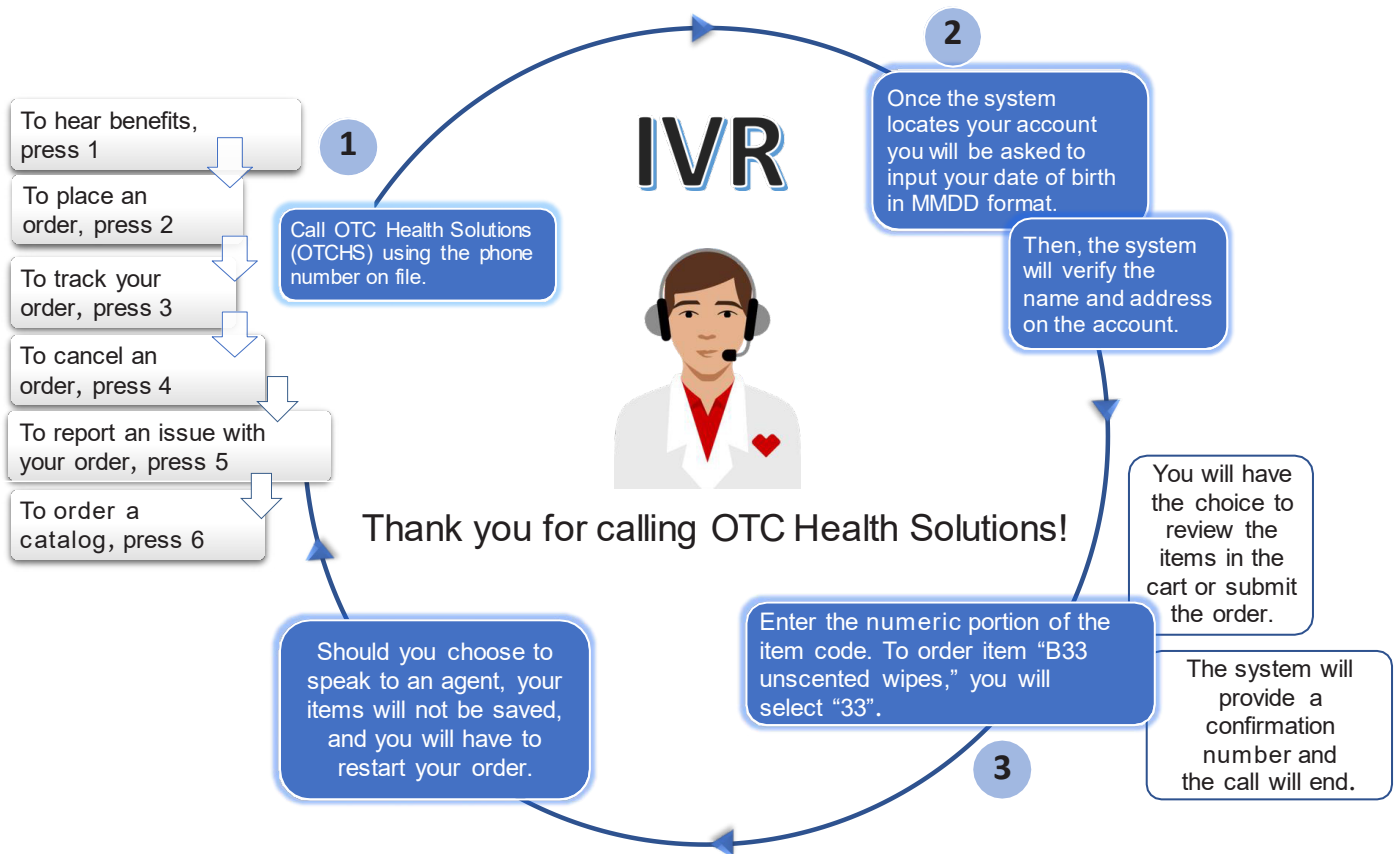 IVR
1
Call OTC Health Solutions
(OTCHS) using the phone
number on file.
To hear benefits,
press 1
To place an
order, press 2
To track your
order, press 3
To cancel an
order, press 4
To report an issue with
your order, press 5
To order a
catalog, press 6
2
Once the system
locates your account
you will be asked to
input your date of birth
in MMDD format.
Then, the system
will verify the
name and address
on the account.
Thank you for calling OTC Health Solutions!
3
Enter the numeric portion of the
item code. To order item “B33
unscented wipes,” you will
select “33”.
You will have
the choice to
review the
items in the
cart or submit
the order.
The system will
provide a
confirmation
number and
the call will end.
Should you choose to
speak to an agent, your
items will not be saved,
and you will have to
restart your order.